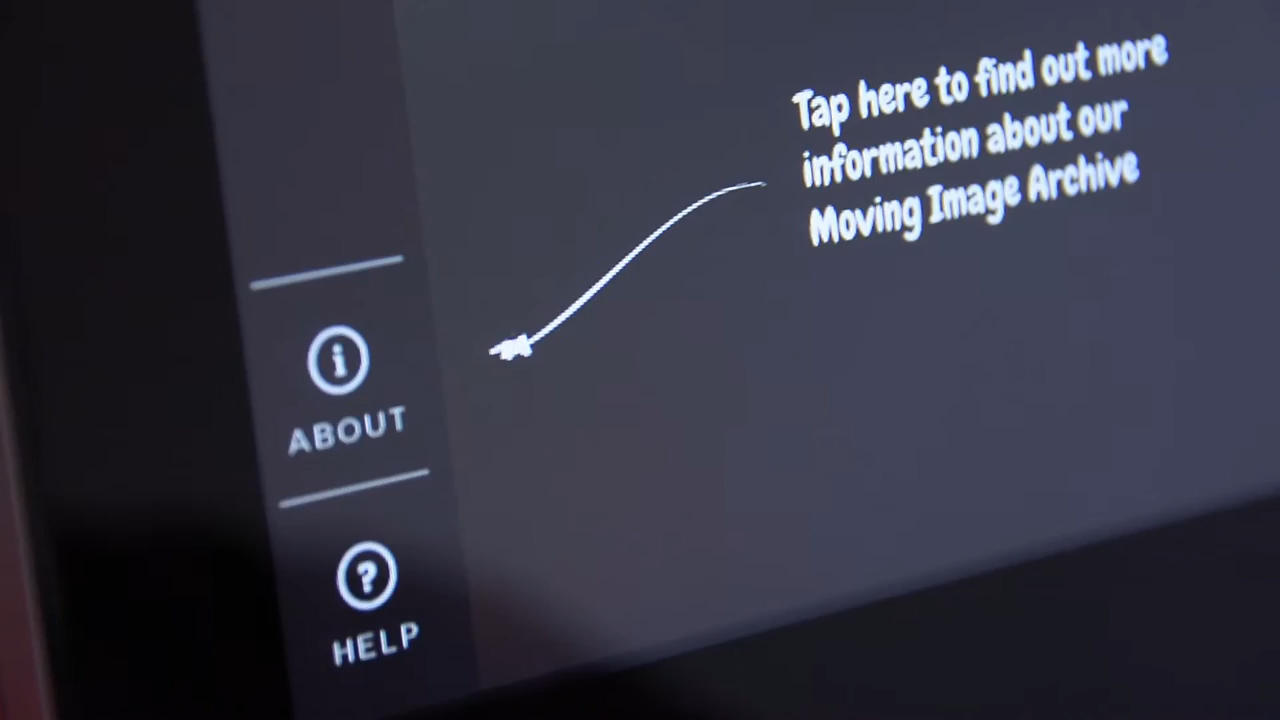 Tap here to find out more
information about our
Moving Image Archive
i
ABOUT
?
HELP